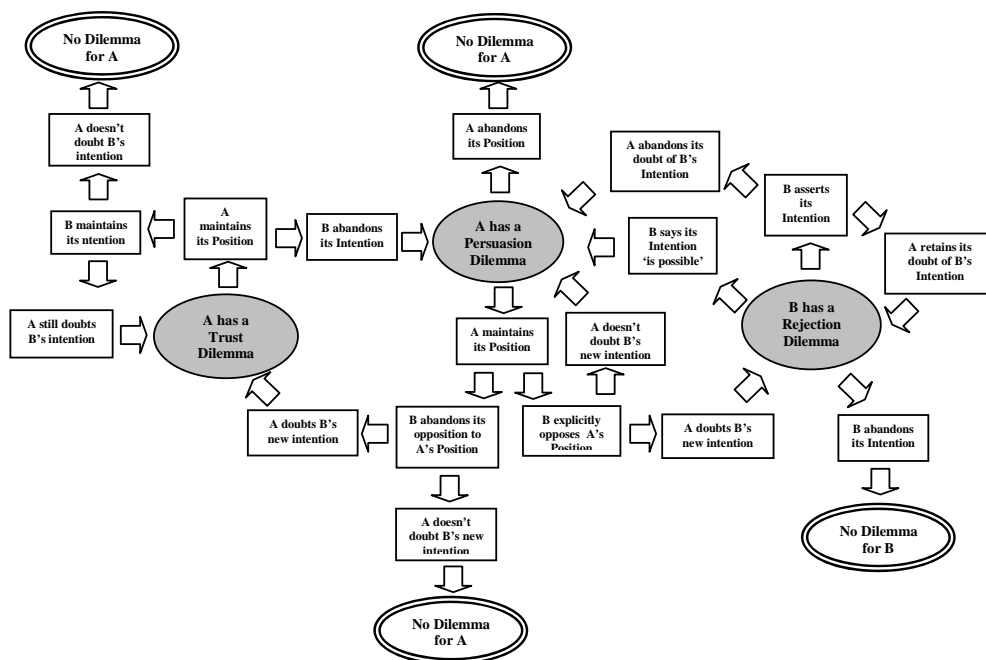 No Dilemma
for A
No Dilemma
for A
A doesn't
doubt B's
intention
A abandons
its Position
A abandons its
doubt of B's
Intention
B asserts
its
Intention
B maintains
its ntention
A
maintains
its Position
B abandons
its Intention
A has a
Persuasion
Dilemma
B says its
Intention
‘is possible’
A retains its
doubt of B's
Intention
A still doubts
B's intention
A has a
Trust
Dilemma
A maintains
its Position
A doesn't
doubt B's
new intention
B has a
Rejection
Dilemma
A doubts B's
new intention
B abandons its
opposition to
A's Position
B explicitly
opposes A's
Position
A doubts B's
new intention
B abandons
its Intention
A doesn't
doubt B's new
intention
No Dilemma
for B
No Dilemma
for A